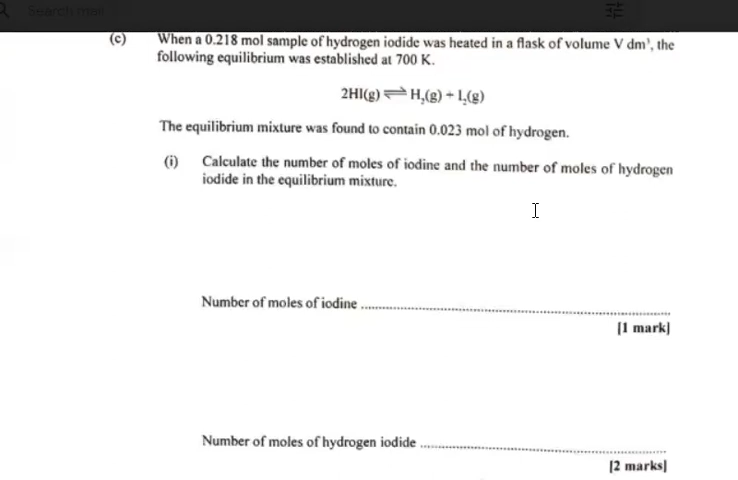 Search mail
(c) When a 0.218 mol sample of hydrogen iodide was heated in a flask of volume V dm³, the
following equilibrium was established at 700 K.
2HI(g) ⇌ H₂(g) + I₂(g)
The equilibrium mixture was found to contain 0.023 mol of hydrogen.
(i) Calculate the number of moles of iodine and the number of moles of hydrogen
iodide in the equilibrium mixture.
Number of moles of iodine ........................................................
[1 mark]
Number of moles of hydrogen iodide ........................................................
[2 marks]